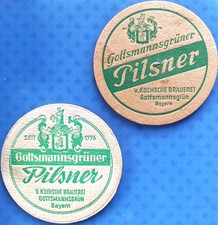 Gottsmannsgrüner
Pilsner
v. KOCHSCHE BRAUEREI
Gottsmannsgrün
Bayern
SEIT 1776
Gottsmannsgrüner
Pilsner
V. KOCHSCHE BRAUEREI
GOTTSMANNSGRÜN
Bayern